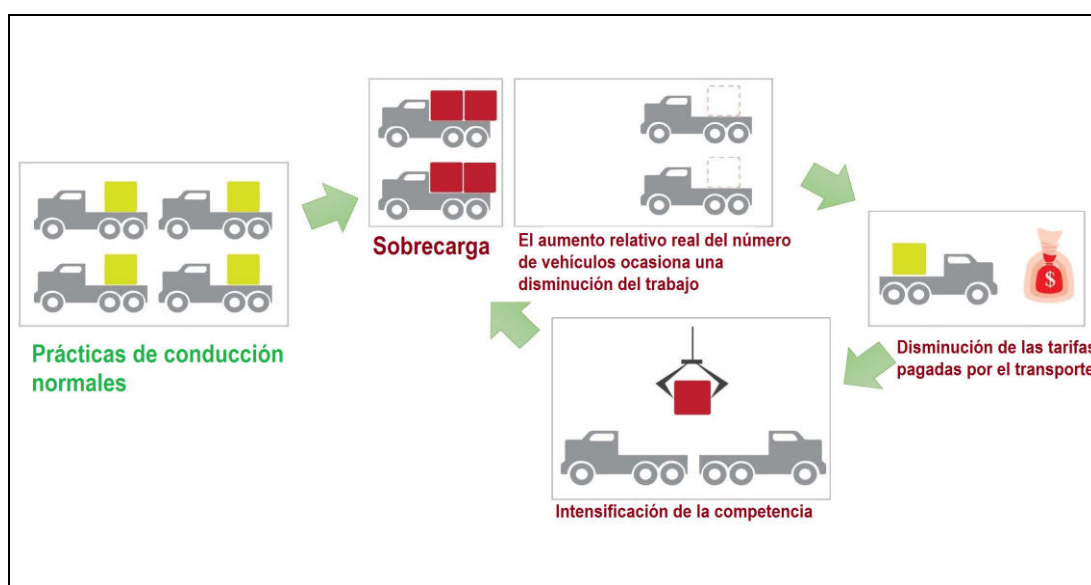 Prácticas de conducción
normales
Sobrecarga
El aumento relativo real del número
de vehículos ocasiona una
disminución del trabajo
$
Disminución de las tarifas
pagadas por el transporte
Intensificación de la competencia